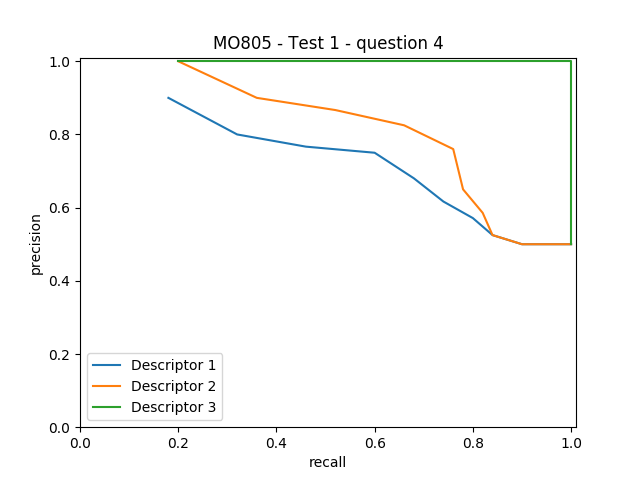 MO805 - Test 1 - question 4
precision
1.0
0.8
0.6
0.4
0.2
0.0
Descriptor 1
Descriptor 2
Descriptor 3
0.0 0.2 0.4 0.6 0.8 1.0
recall